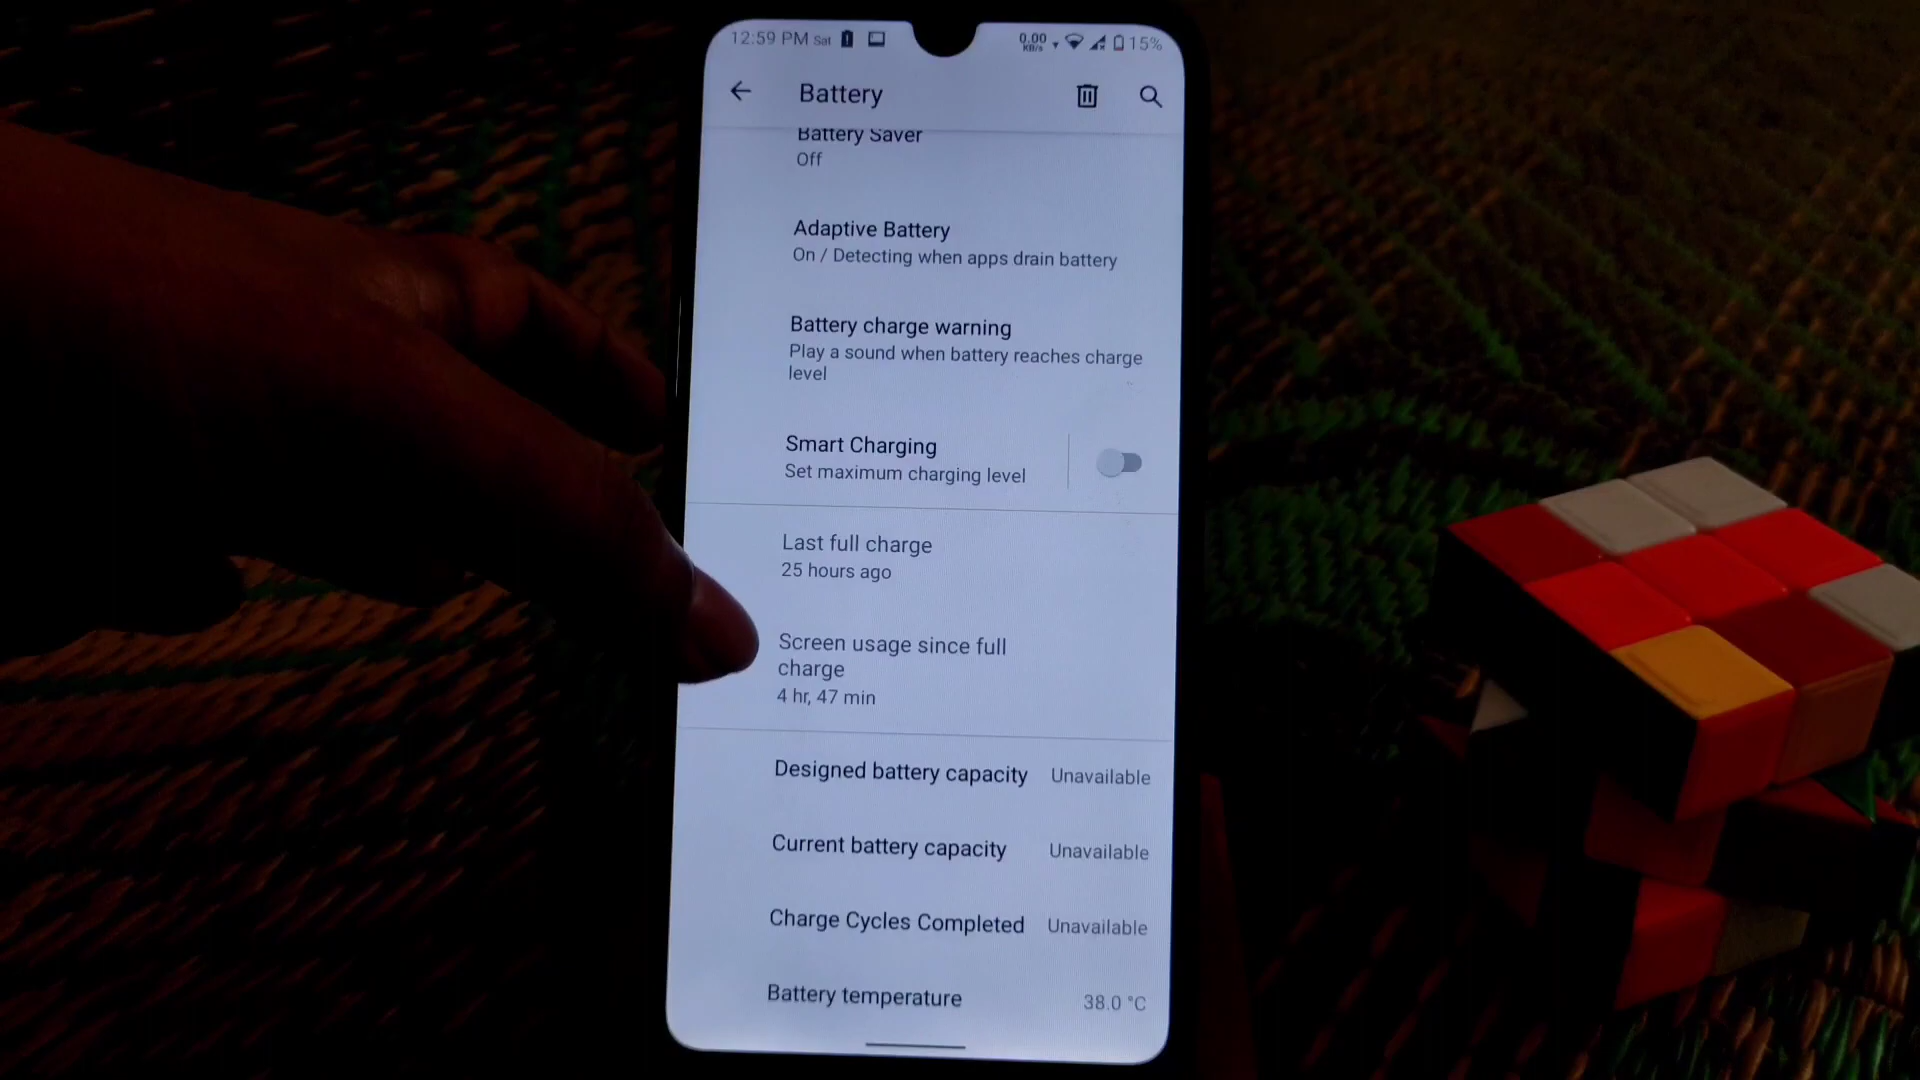 12:59 PM Sat
0.00 KB/s 15%
Battery
Battery Saver
Off
Adaptive Battery
On / Detecting when apps drain battery
Battery charge warning
Play a sound when battery reaches charge
level
Smart Charging
Set maximum charging level
Last full charge
25 hours ago
Screen usage since full
charge
4 hr, 47 min
Designed battery capacity Unavailable
Current battery capacity Unavailable
Charge Cycles Completed Unavailable
Battery temperature 38.0 °C